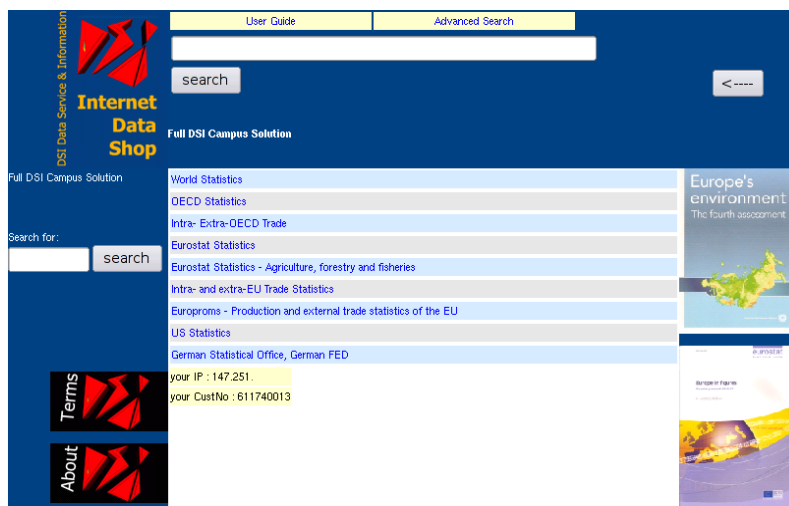 User Guide
Advanced Search
DSI Data Service & Information
Internet
Data
Shop
search
<----
Full DSI Campus Solution
Full DSI Campus Solution
Search for:
search
World Statistics
OECD Statistics
Intra- Extra-OECD Trade
Eurostat Statistics
Eurostat Statistics - Agriculture, forestry and fisheries
Intra- and extra-EU Trade Statistics
Europroms - Production and external trade statistics of the EU
US Statistics
German Statistical Office, German FED
your IP : 147.251.
your CustNo : 611740013
Terms
About
Europe's
environment
The fourth assessment
eurostat
Europe in figures